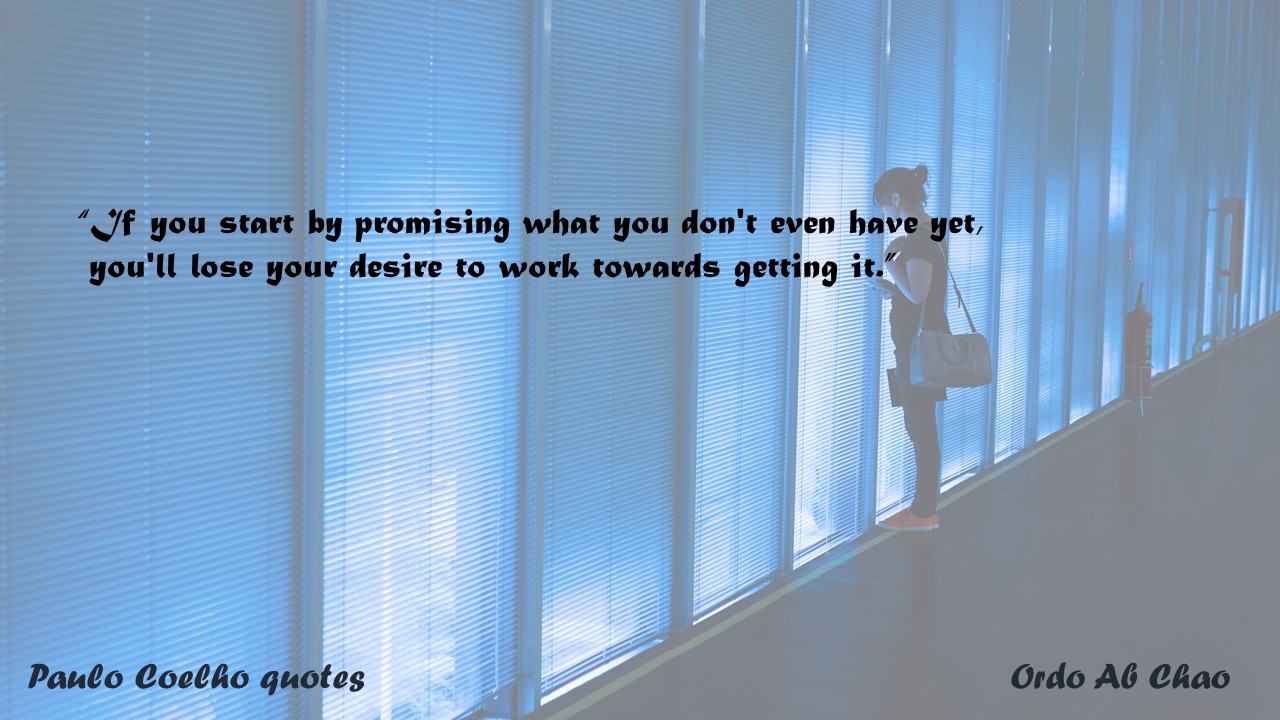 “If you start by promising what you don't even have yet,
you'll lose your desire to work towards getting it.”
Paulo Coelho quotes
Ordo Ab Chao